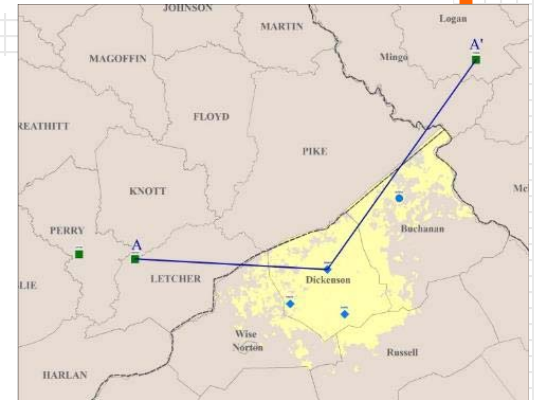 JOHNSON
MARTIN
Logan
A'
MAGOFFIN
Mingo
FLOYD
REATHITT
PIKE
KNOTT
Mc
PERRY
A
Buchanan
LIE
LETCHER
Dickenson
Wise
Norton
Russell
HARLAN